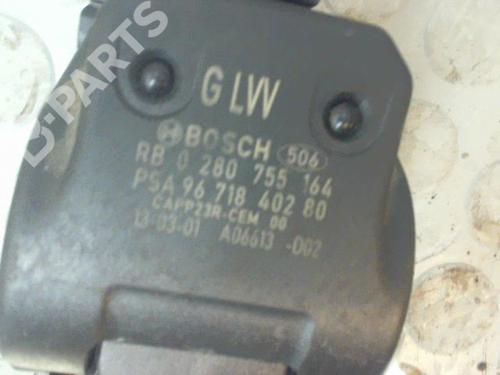 B-PARTS
G LW
BOSCH 506
RB 0 280 755 164
PSA 96 718 402 80
CAPP23R-CEM 00
13-03-01 A06613 -D02